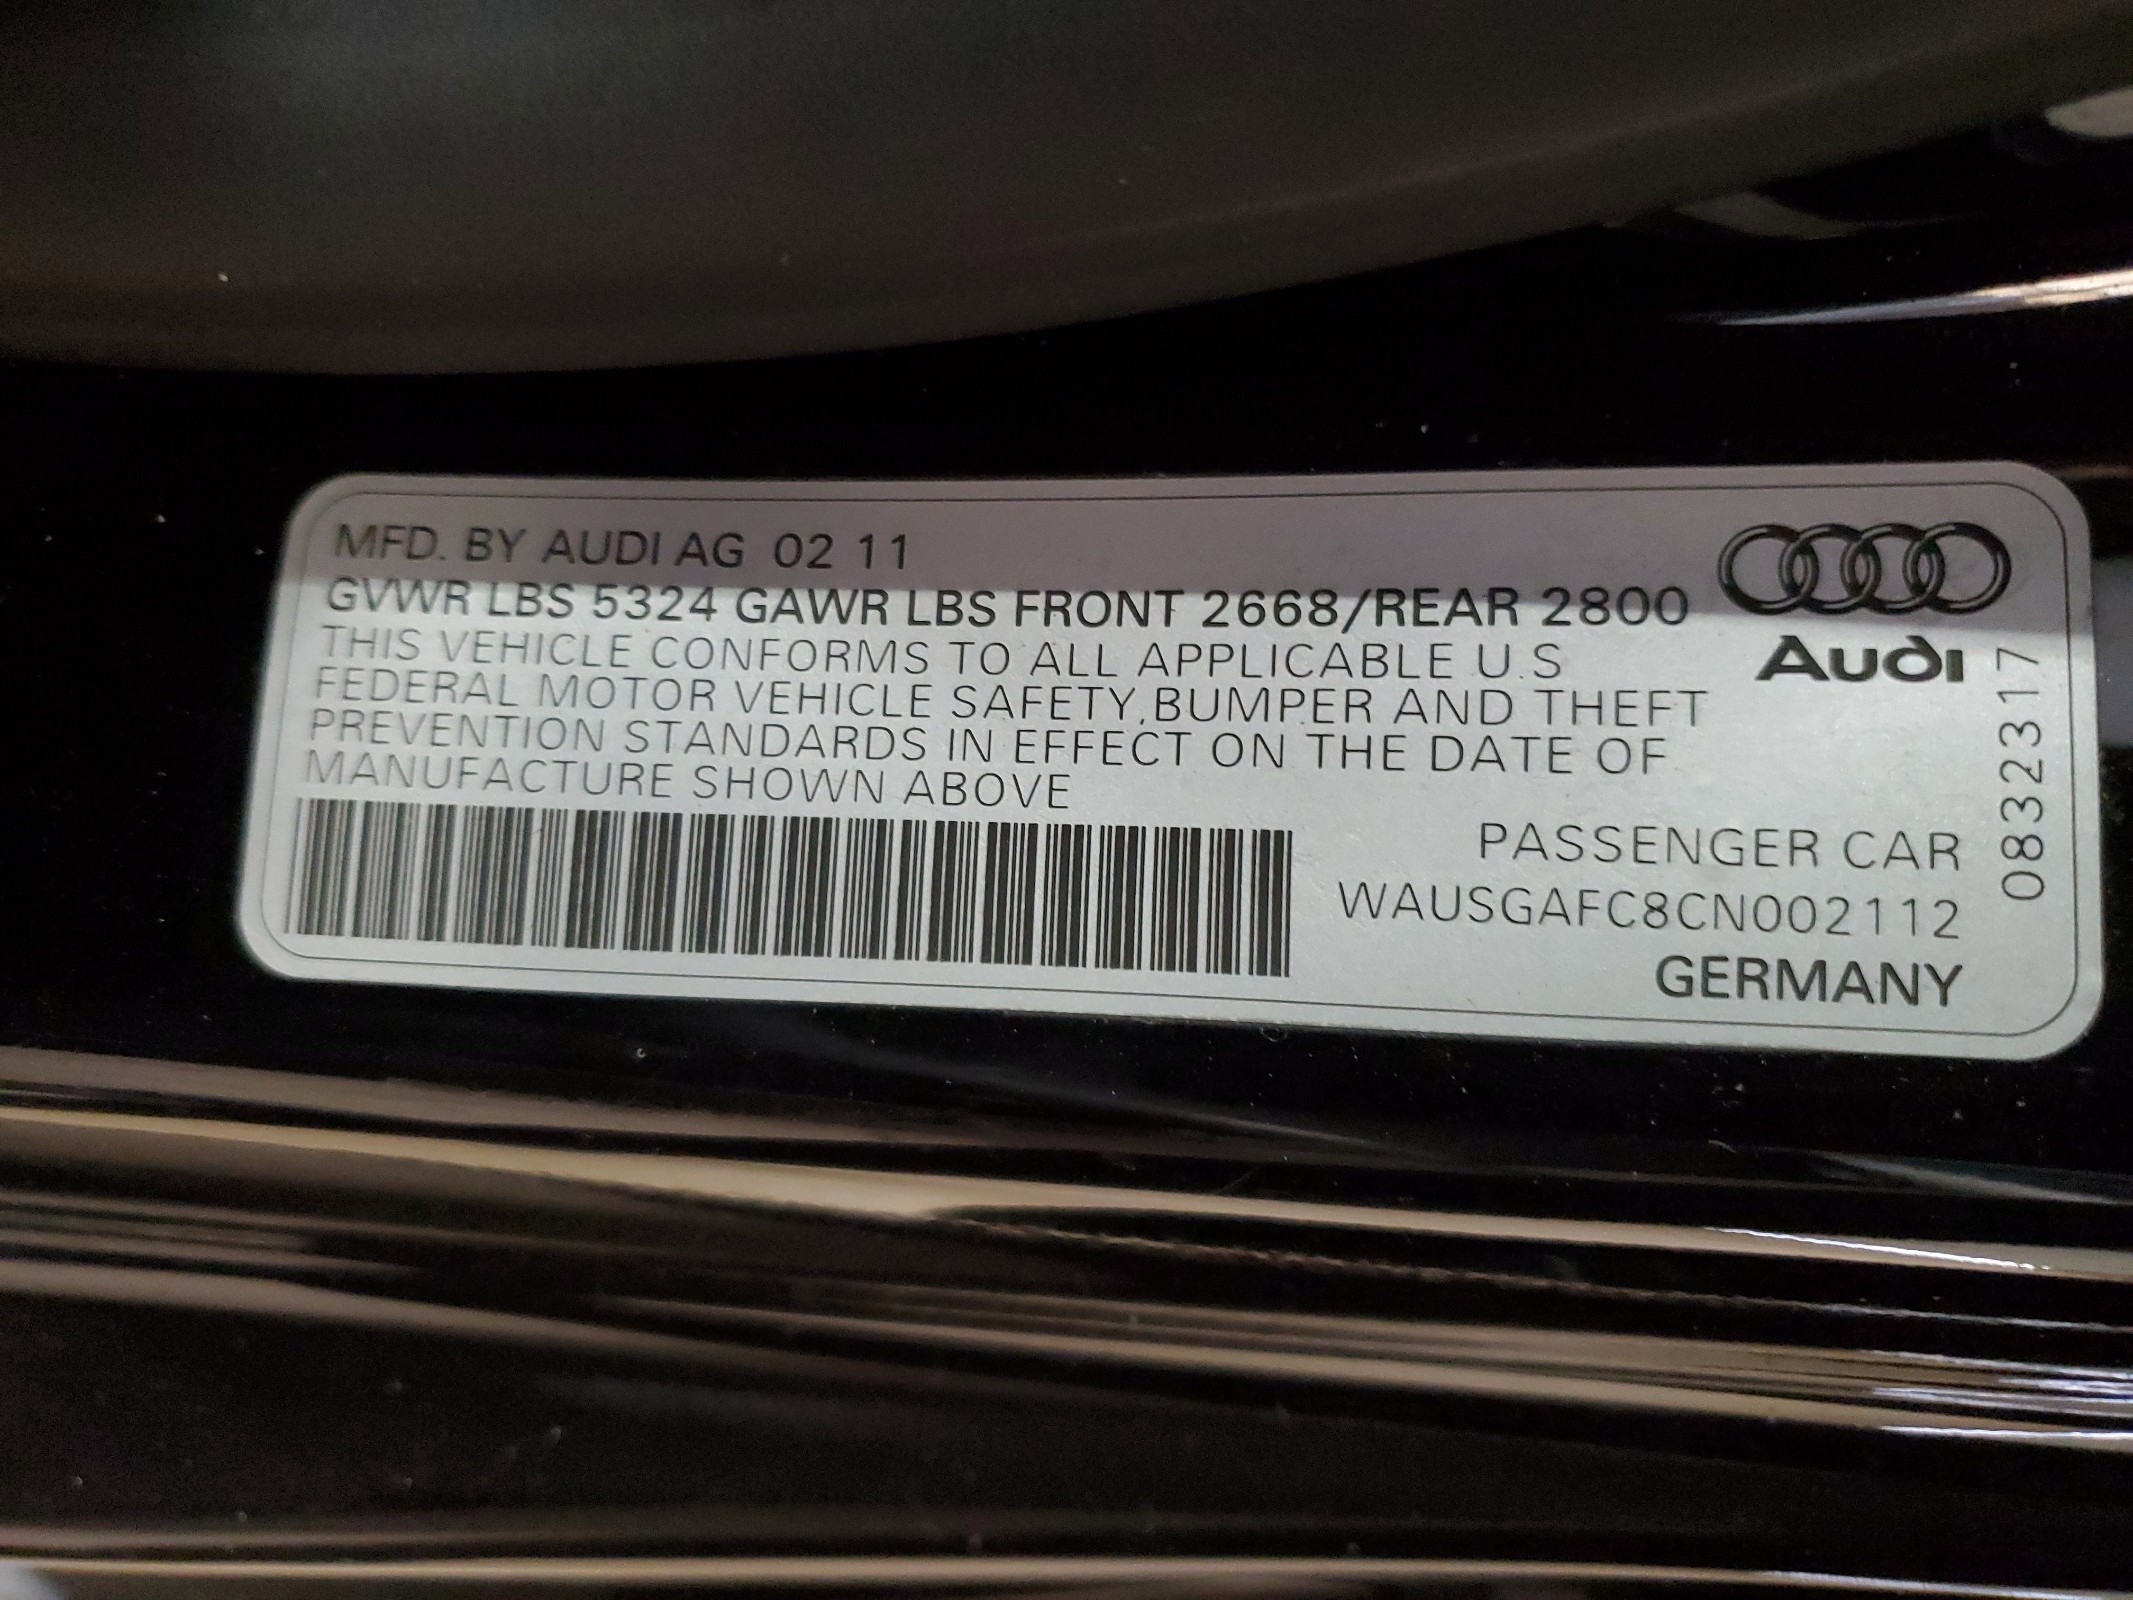 MFD. BY AUDI AG 02 11
GVWR LBS 5324 GAWR LBS FRONT 2668/REAR 2800
THIS VEHICLE CONFORMS TO ALL APPLICABLE U.S
FEDERAL MOTOR VEHICLE SAFETY, BUMPER AND THEFT
PREVENTION STANDARDS IN EFFECT ON THE DATE OF
MANUFACTURE SHOWN ABOVE
Audi
0832317
PASSENGER CAR
WAUSGAFC8CN002112
GERMANY